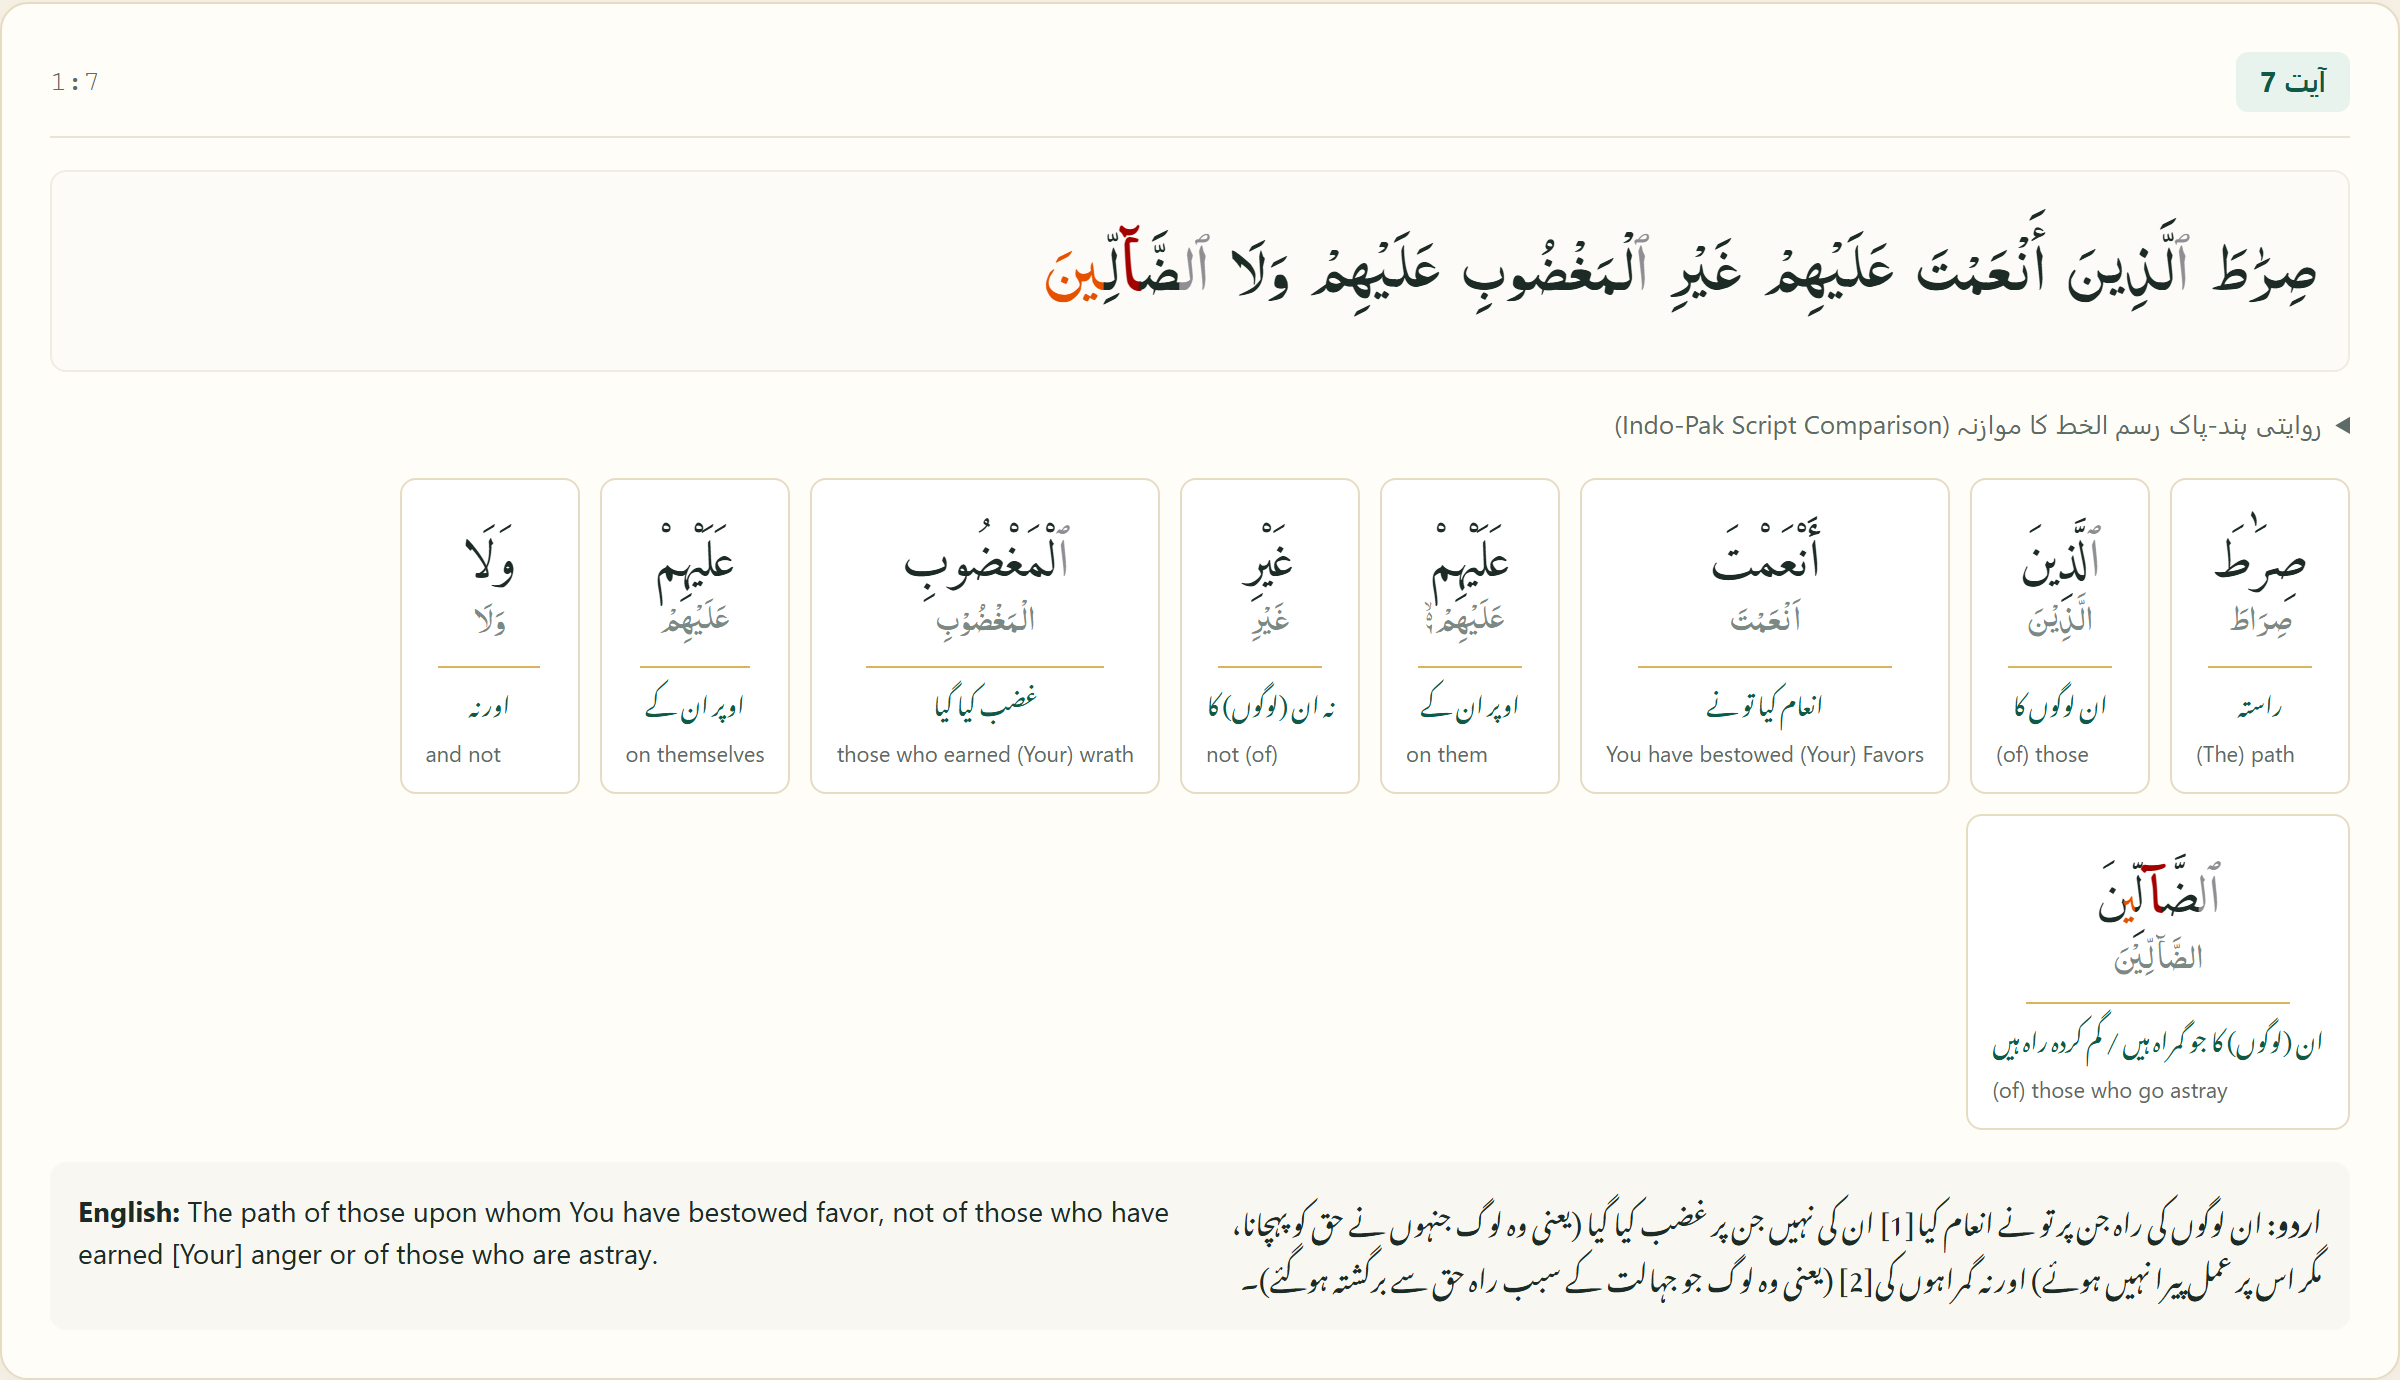 آیت 7
1:7
صِرَٰطَ ٱلَّذِينَ أَنْعَمْتَ عَلَيْهِمْ غَيْرِ ٱلْمَغْضُوبِ عَلَيْهِمْ وَلَا ٱلضَّآلِّينَ
◀ روایتی ہند-پاک رسم الخط کا موازنہ (Indo-Pak Script Comparison)
صِرَٰطَ
صِرَاطَ
راستہ
(The) path
ٱلَّذِينَ
الَّذِيْنَ
ان لوگوں کا
(of) those
أَنْعَمْتَ
اَنْعَمْتَ
انعام کیا تو نے
You have bestowed (Your) Favors
عَلَيْهِمْ
عَلَيْهِمْ ۙ۬
اوپر ان کے
on them
غَيْرِ
غَيْرِ
نہ ان (لوگوں) کا
not (of)
ٱلْمَغْضُوبِ
الْمَغْضُوْبِ
غضب کیا گیا
those who earned (Your) wrath
عَلَيْهِمْ
عَلَيْهِمْ
اوپر ان کے
on themselves
وَلَا
وَلَا
اور نہ
and not
ٱلضَّآلِّينَ
الضَّآلِّيْنَ
ان (لوگوں) کا جو گمراہ ہیں / گم کردہ راہ ہیں
(of) those who go astray
اردو: ان لوگوں کی راہ جن پر تو نے انعام کیا[1] ان کی نہیں جن پر غضب کیا گیا (یعنی وه لوگ جنہوں نے حق کو پہچانا،
مگر اس پر عمل پیرا نہیں ہوئے) اور نہ گمراہوں کی[2] (یعنی وه لوگ جو جہالت کے سبب راه حق سے برگشتہ ہوگئے)۔
English: The path of those upon whom You have bestowed favor, not of those who have
earned [Your] anger or of those who are astray.